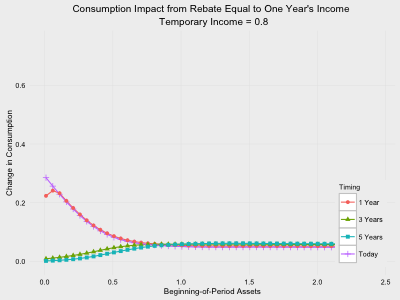 Consumption Impact from Rebate Equal to One Year's Income
Temporary Income = 0.8
Change in Consumption
0.6
0.4
0.2
0.0
0.0 0.5 1.0 1.5 2.0 2.5
Beginning-of-Period Assets
Timing
1 Year
3 Years
5 Years
Today